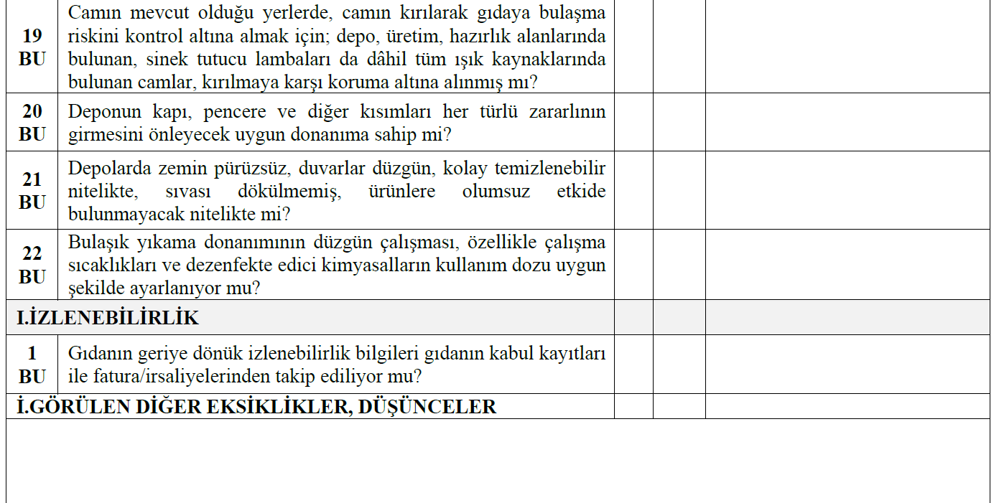 Camın mevcut olduğu yerlerde, camın kırılarak gıdaya bulaşma
19 riskini kontrol altına almak için; depo, üretim, hazırlık alanlarında
BU bulunan, sinek tutucu lambaları da dâhil tüm ışık kaynaklarında
bulunan camlar, kırılmaya karşı koruma altına alınmış mı?
20 Deponun kapı, pencere ve diğer kısımları her türlü zararlının
BU girmesini önleyecek uygun donanıma sahip mi?
Depolarda zemin pürüzsüz, duvarlar düzgün, kolay temizlenebilir
21 nitelikte, sıvası dökülmemiş, ürünlere olumsuz etkide
BU bulunmayacak nitelikte mi?
Bulaşık yıkama donanımının düzgün çalışması, özellikle çalışma
22 sıcaklıkları ve dezenfekte edici kimyasalların kullanım dozu uygun
BU şekilde ayarlanıyor mu?
I.İZLENEBİLİRLİK
1 Gıdanın geriye dönük izlenebilirlik bilgileri gıdanın kabul kayıtları
BU ile fatura/irsaliyelerinden takip ediliyor mu?
İ.GÖRÜLEN DİĞER EKSİKLİKLER, DÜŞÜNCELER